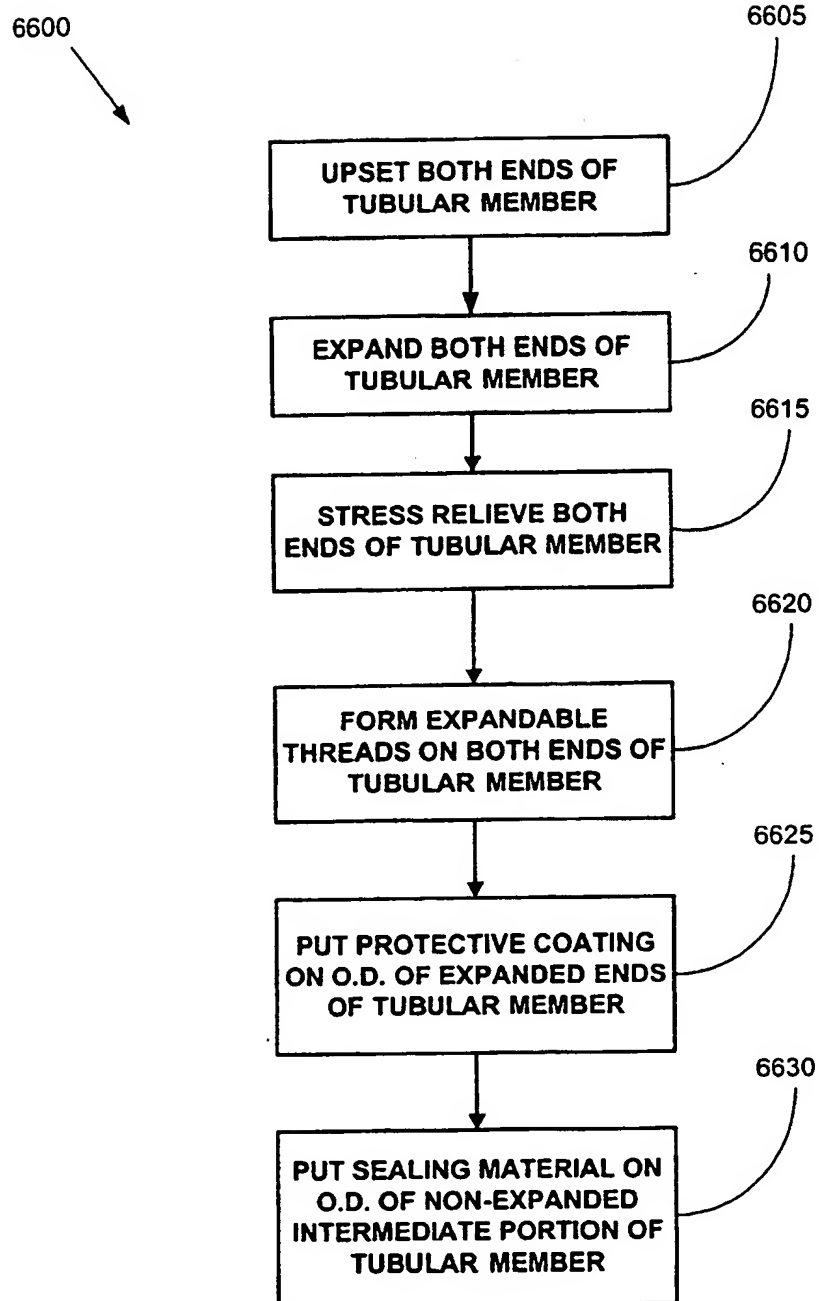 6600
6605
UPSET BOTH ENDS OF
TUBULAR MEMBER
6610
EXPAND BOTH ENDS OF
TUBULAR MEMBER
6615
STRESS RELIEVE BOTH
ENDS OF TUBULAR MEMBER
6620
FORM EXPANDABLE
THREADS ON BOTH ENDS OF
TUBULAR MEMBER
6625
PUT PROTECTIVE COATING
ON O.D. OF EXPANDED ENDS
OF TUBULAR MEMBER
6630
PUT SEALING MATERIAL ON
O.D. OF NON-EXPANDED
INTERMEDIATE PORTION OF
TUBULAR MEMBER